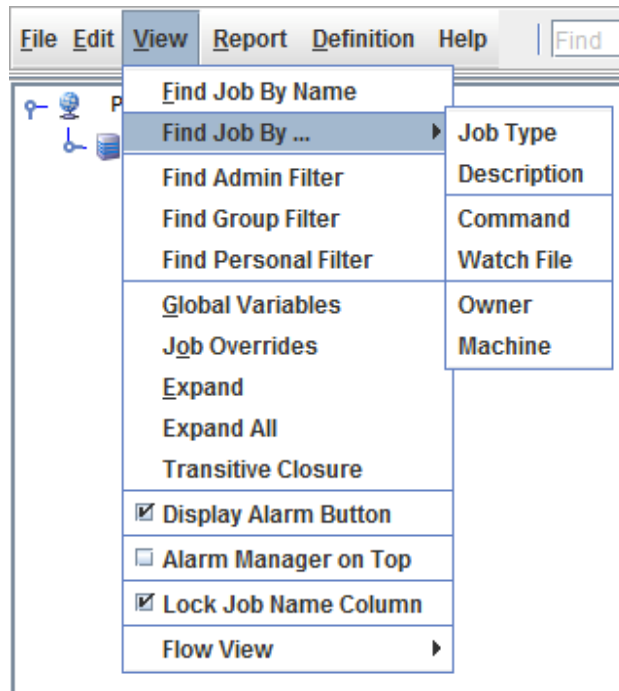 File Edit View Report Definition Help Find
P
Find Job By Name
Find Job By ...
Job Type
Description
Command
Watch File
Owner
Machine
Find Admin Filter
Find Group Filter
Find Personal Filter
Global Variables
Job Overrides
Expand
Expand All
Transitive Closure
Display Alarm Button
Alarm Manager on Top
Lock Job Name Column
Flow View